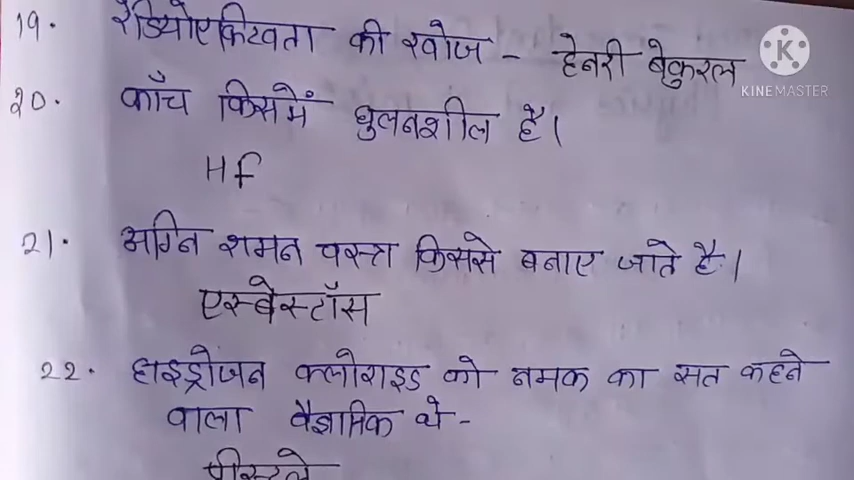 19. रेडियोएक्टिवता की खोज - हेनरी बेकुरल
KINEMASTER
20. काँच किसमें घुलनशील है।
Hf
21. अग्नि शमन वस्त्र किससे बनाए जाते है।
एस्बेस्टॉस
22. हाइड्रोजन क्लोराइड को नमक का सत कहने
वाला वैज्ञानिक थे -
प्रीस्टले